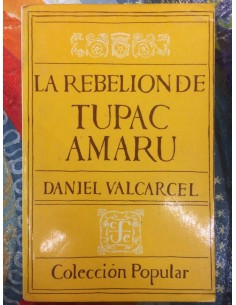 LA REBELION DE
TUPAC
AMARU
DANIEL VALCARCEL
Colección Popular